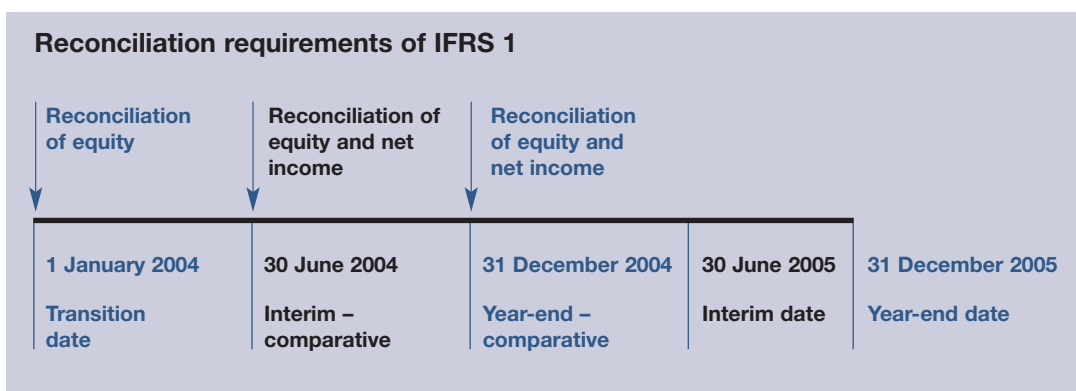 Reconciliation requirements of IFRS 1
Reconciliation
of equity
Reconciliation of
equity and net
income
Reconciliation
of equity and
net income
1 January 2004
Transition
date
30 June 2004
Interim –
comparative
31 December 2004
Year-end –
comparative
30 June 2005
Interim date
31 December 2005
Year-end date